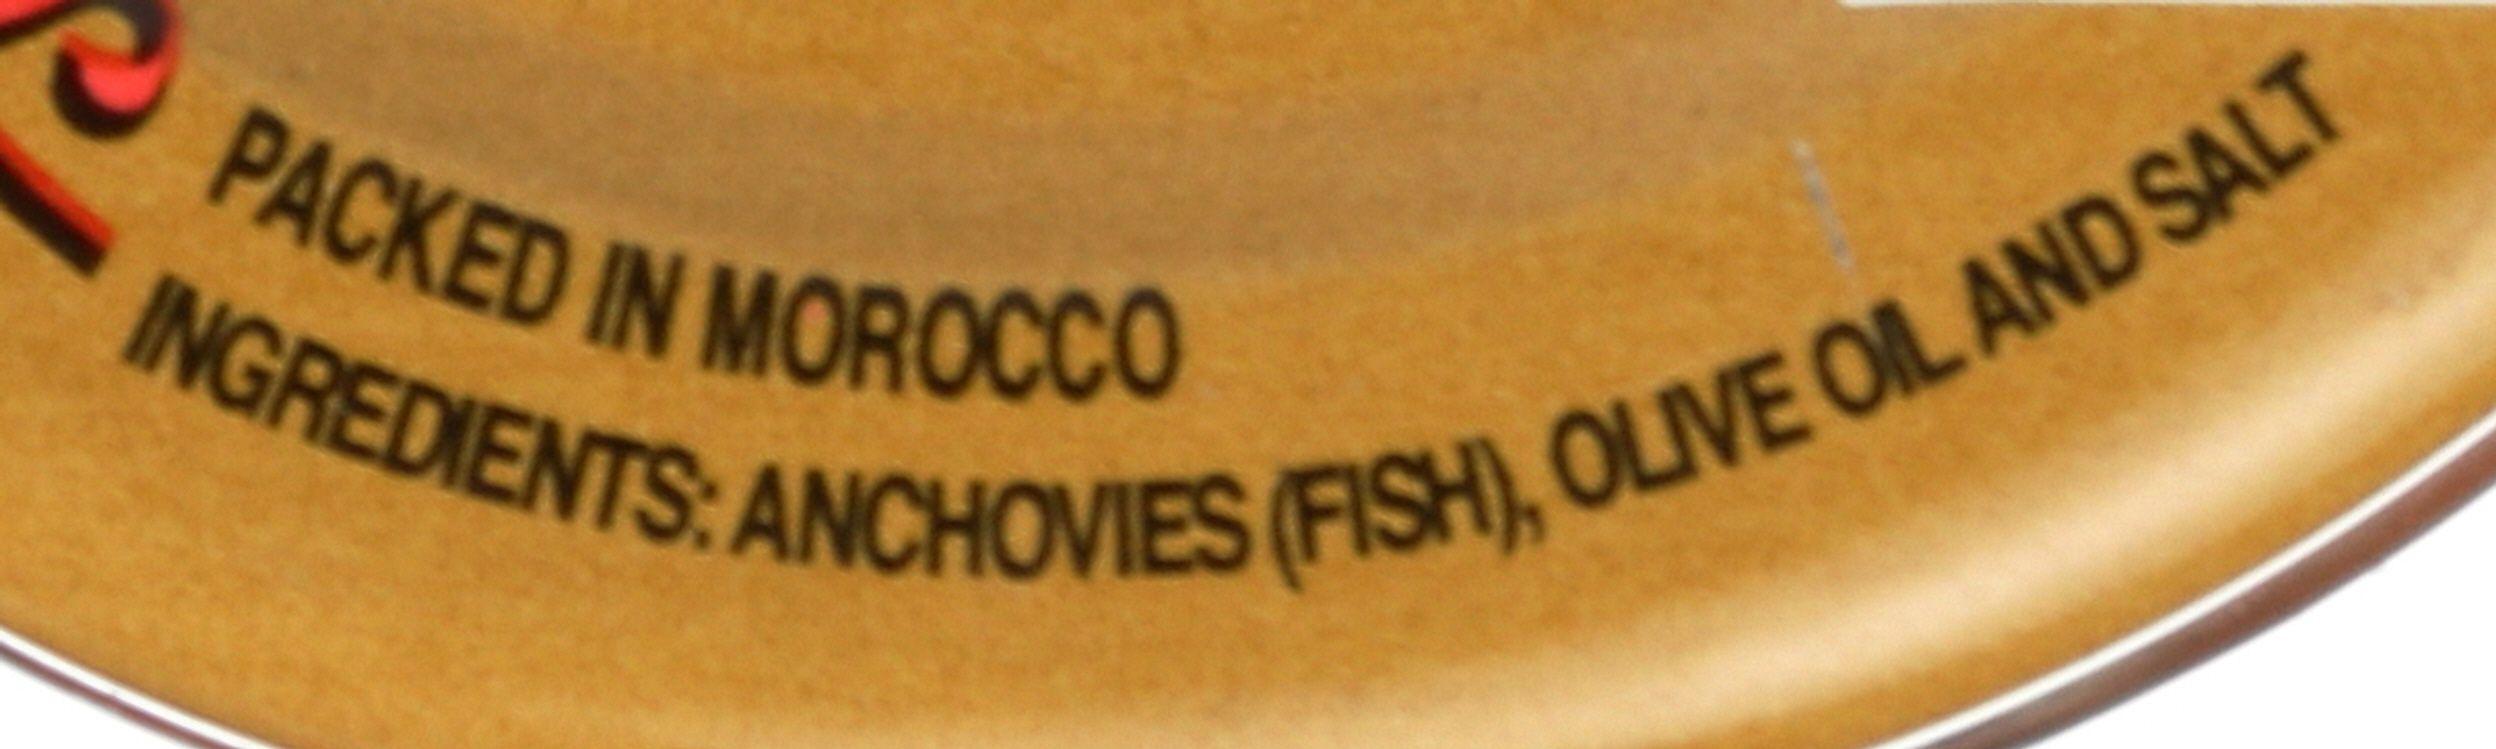 PACKED IN MOROCCO
INGREDIENTS: ANCHOVIES (FISH), OLIVE OIL AND SALT